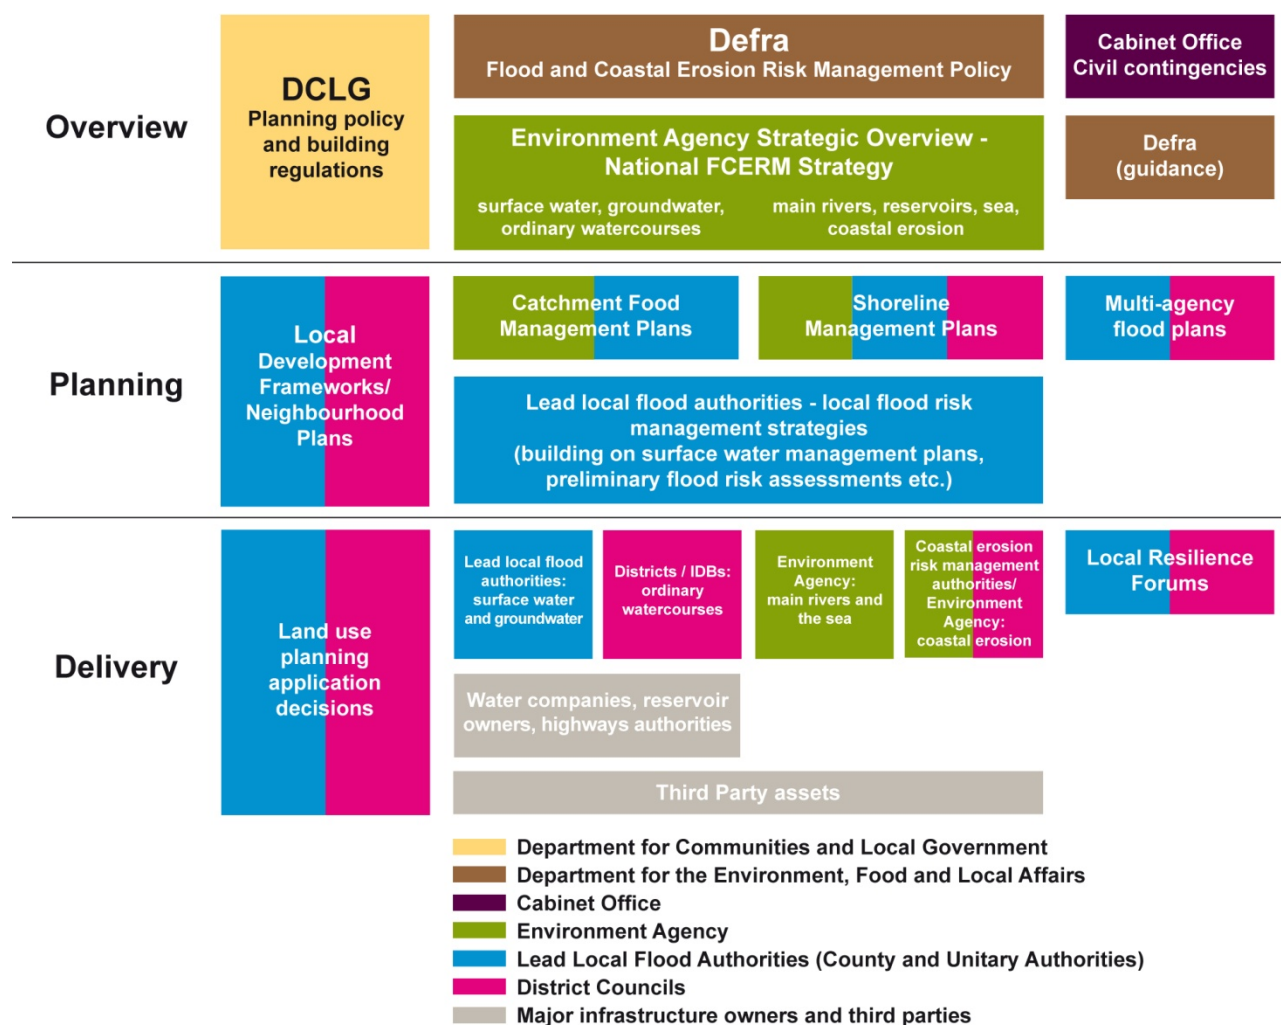 Overview
DCLG
Planning policy
and building
regulations
Defra
Flood and Coastal Erosion Risk Management Policy
Environment Agency Strategic Overview -
National FCERM Strategy
surface water, groundwater,
ordinary watercourses
main rivers, reservoirs, sea,
coastal erosion
Cabinet Office
Civil contingencies
Defra
(guidance)
Planning
Local
Development
Frameworks/
Neighbourhood
Plans
Catchment Food
Management Plans
Shoreline
Management Plans
Multi-agency
flood plans
Lead local flood authorities - local flood risk
management strategies
(building on surface water management plans,
preliminary flood risk assessments etc.)
Delivery
Land use
planning
application
decisions
Lead local flood
authorities:
surface water
and groundwater
Districts / IDBs:
ordinary
watercourses
Environment
Agency:
main rivers and
the sea
Coastal erosion
risk management
authorities/
Environment
Agency:
coastal erosion
Local Resilience
Forums
Water companies, reservoir
owners, highways authorities
Third Party assets
Department for Communities and Local Government
Department for the Environment, Food and Local Affairs
Cabinet Office
Environment Agency
Lead Local Flood Authorities (County and Unitary Authorities)
District Councils
Major infrastructure owners and third parties